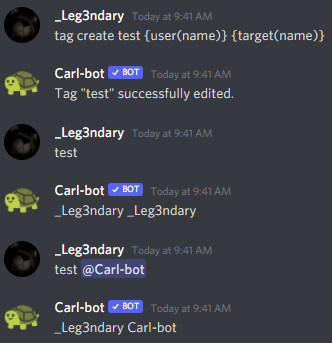 _Leg3ndary Today at 9:41 AM
tag create test {user(name)} {target(name)}
Carl-bot ✓ BOT Today at 9:41 AM
Tag "test" successfully edited.
_Leg3ndary Today at 9:41 AM
test
Carl-bot ✓ BOT Today at 9:41 AM
_Leg3ndary _Leg3ndary
_Leg3ndary Today at 9:41 AM
test @Carl-bot
Carl-bot ✓ BOT Today at 9:41 AM
_Leg3ndary Carl-bot